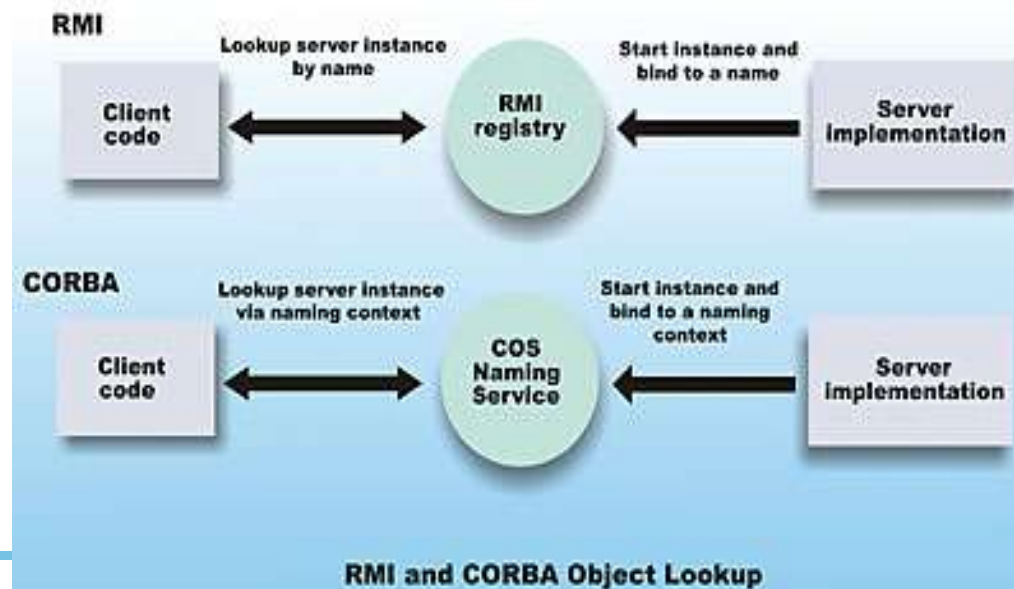 RMI
Lookup server instance
by name
Start instance and
bind to a name
Client
code
RMI
registry
Server
implementation
CORBA
Lookup server instance
via naming context
Start instance and
bind to a naming
context
Client
code
COS
Naming
Service
Server
implementation
RMI and CORBA Object Lookup